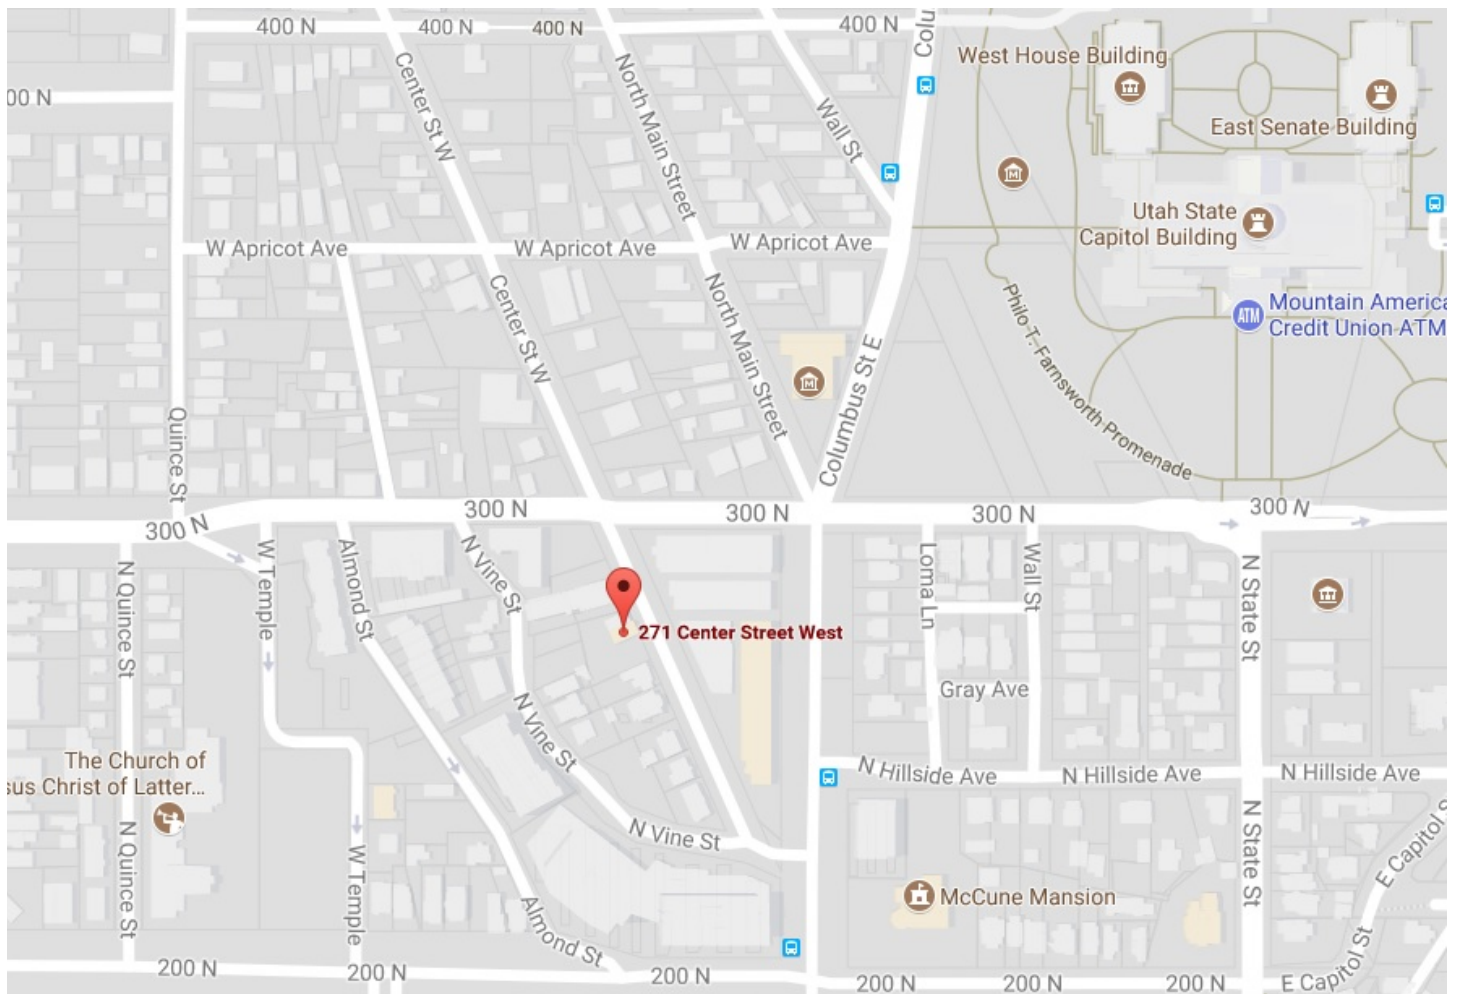 400 N
400 N
400 N
400 N
Colu
West House Building
00 N
Center St W
North Main Street
Wall St
East Senate Building
Utah State
Capitol Building
W Apricot Ave
W Apricot Ave
W Apricot Ave
Center St W
North Main Street
Philo T. Farnsworth Promenade
ATM
Mountain America
Credit Union ATM
Columbus St E
Quince St
300 N
300 N
300 N
300 N
300 N
N Quince St
W Temple
Almond St
N Vine St
Loma Ln
Wall St
N State St
271 Center Street West
Gray Ave
N Vine St
The Church of
sus Christ of Latter...
N Hillside Ave
N Hillside Ave
N Hillside Ave
N Quince St
N Vine St
N State St
E Capitol S
W Temple
McCune Mansion
Almond St
E Capitol St
200 N
200 N
200 N
200 N
200 N
200 N